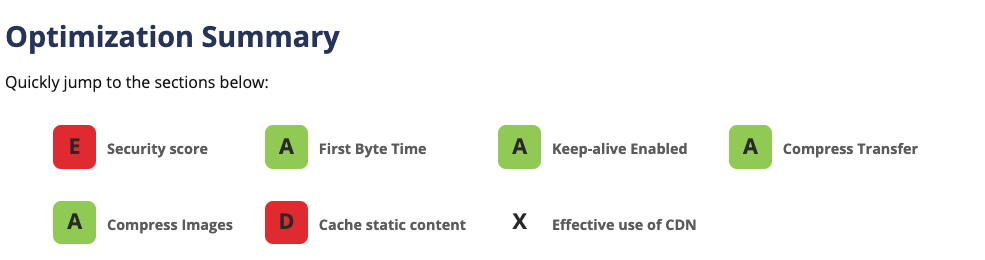 Optimization Summary
Quickly jump to the sections below:
E Security score A First Byte Time A Keep-alive Enabled A Compress Transfer
A Compress Images D Cache static content X Effective use of CDN